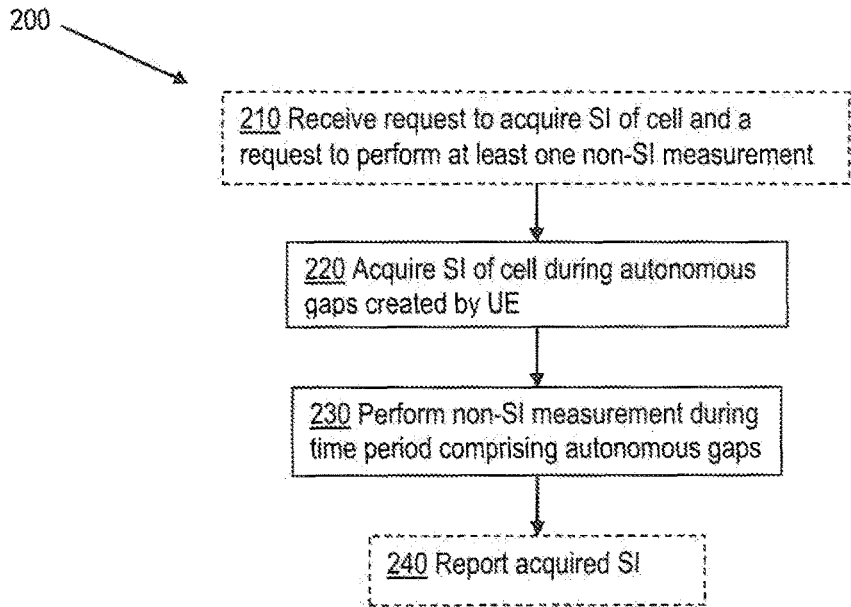 200
210 Receive request to acquire SI of cell and a
request to perform at least one non-SI measurement
220 Acquire SI of cell during autonomous
gaps created by UE
230 Perform non-SI measurement during
time period comprising autonomous gaps
240 Report acquired SI